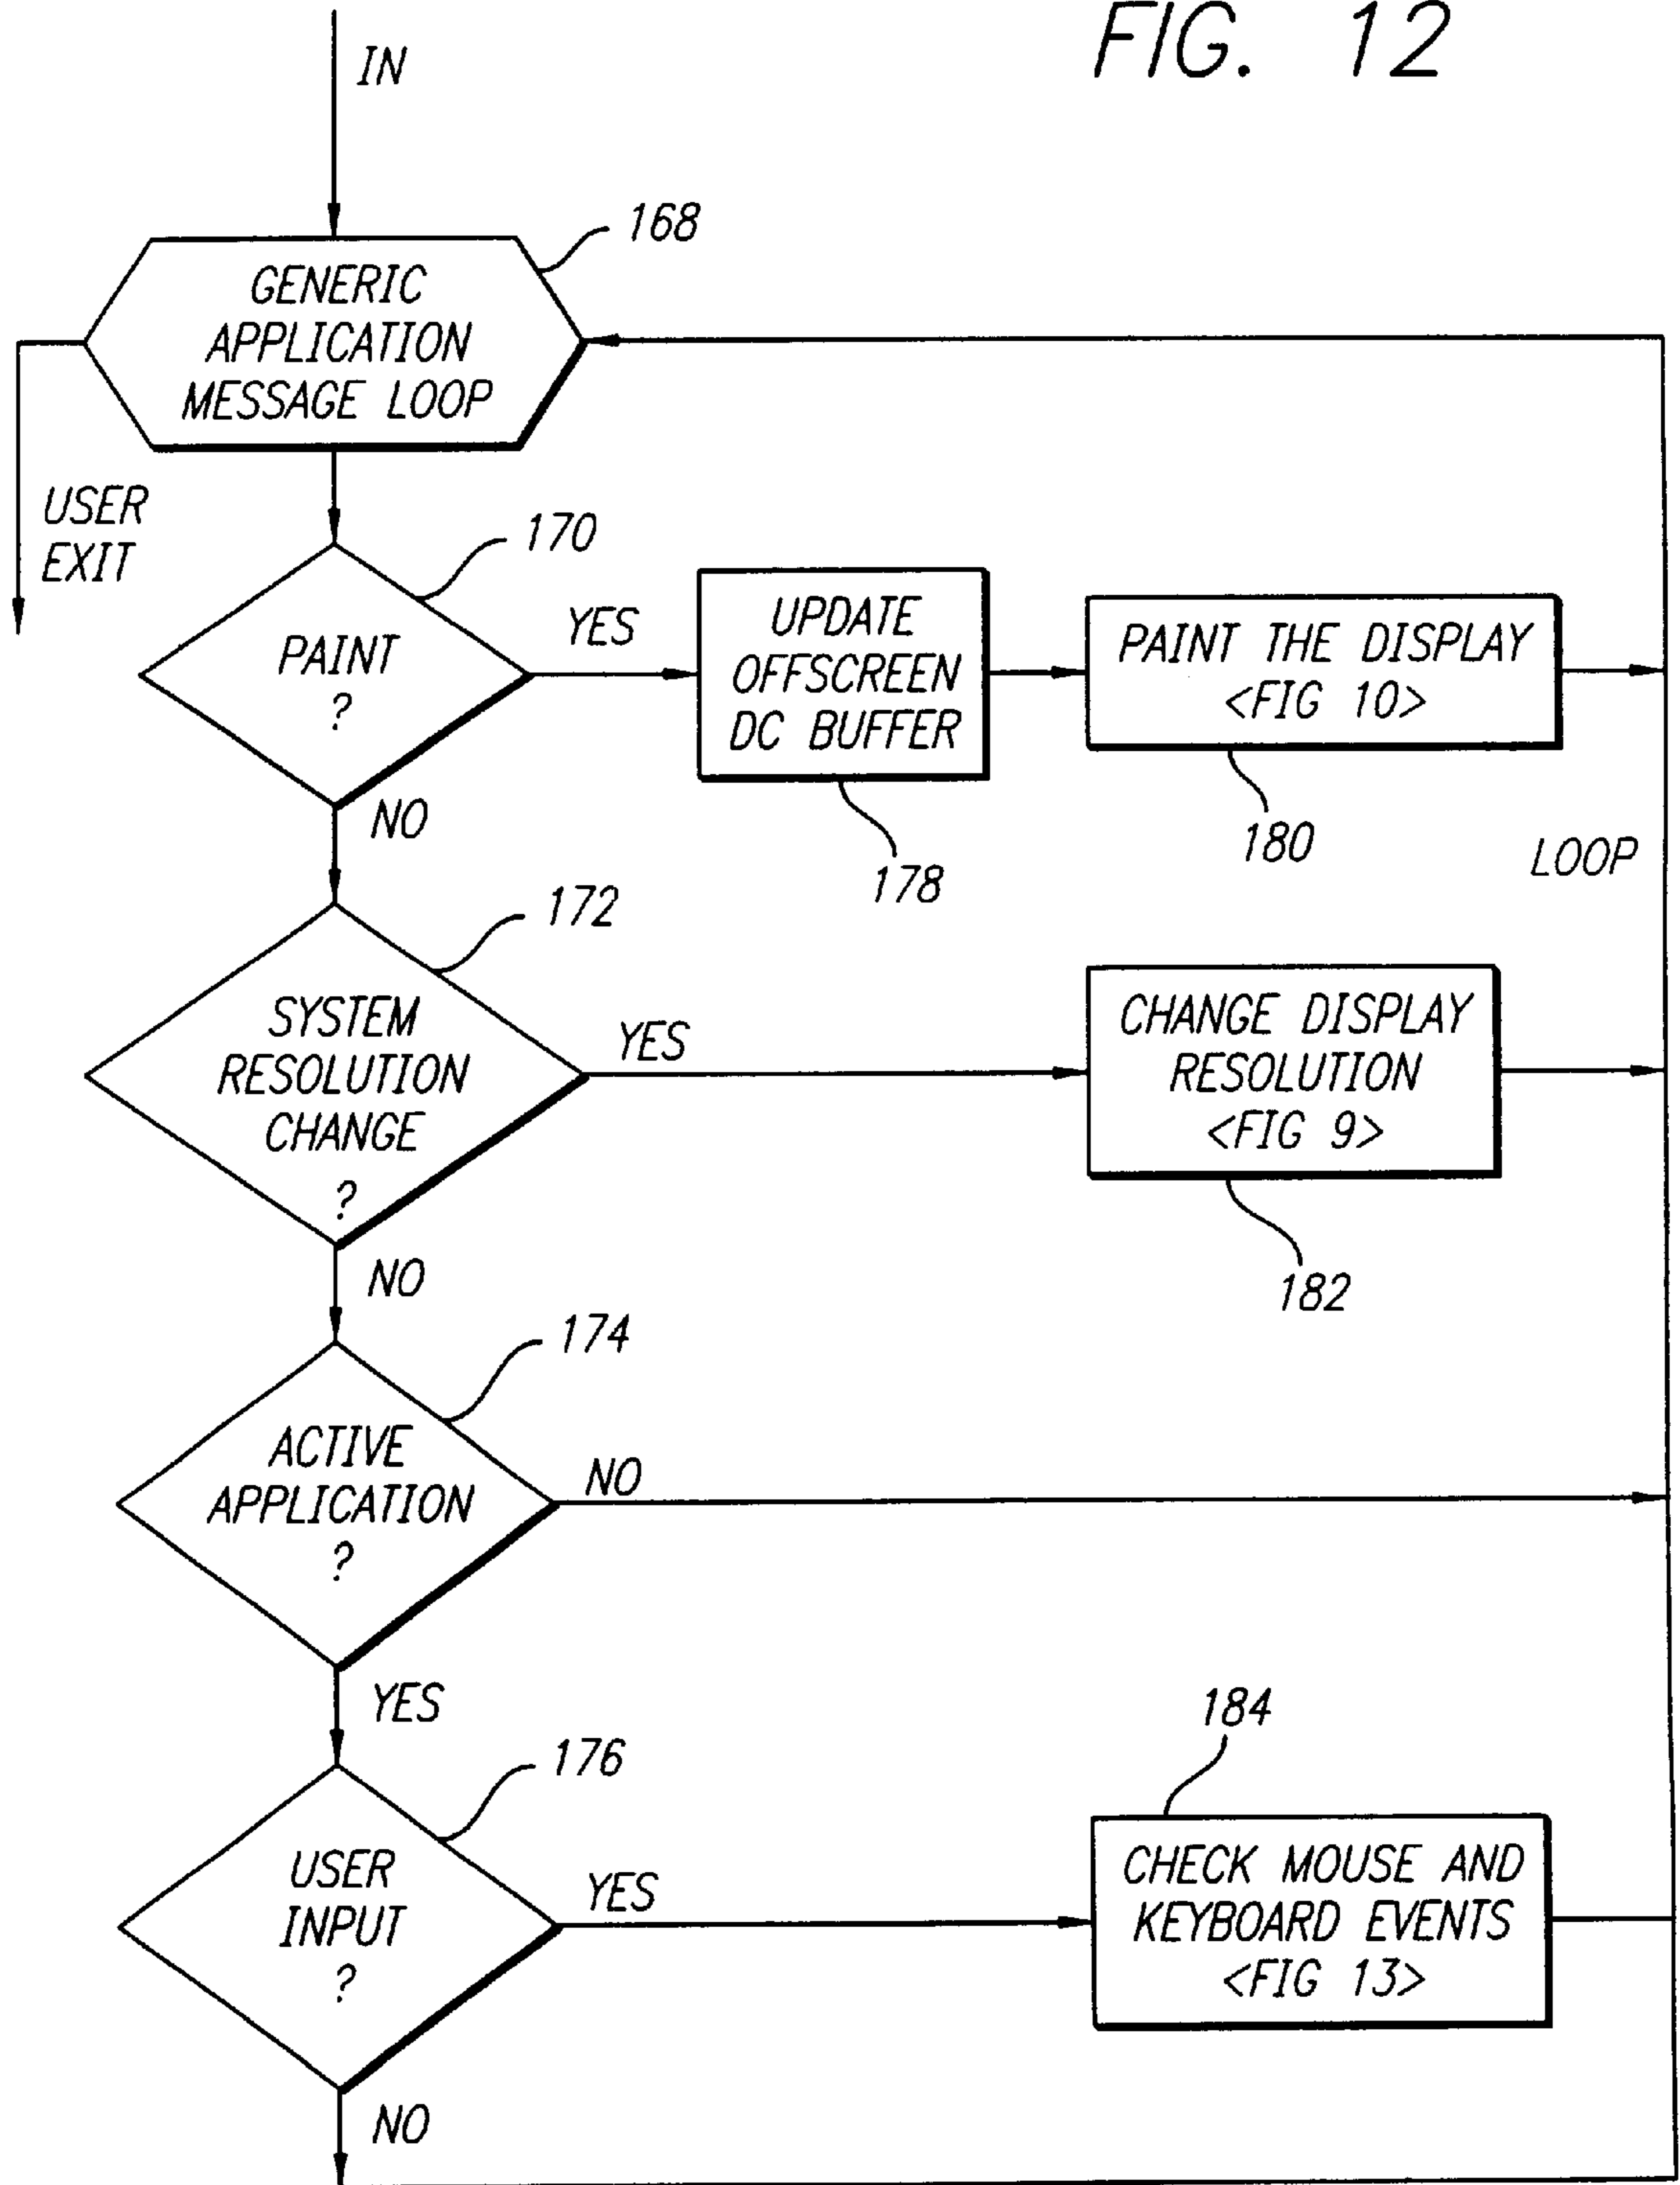 FIG. 12
IN
168
GENERIC
APPLICATION
MESSAGE LOOP
USER
EXIT
170
PAINT
?
YES
UPDATE
OFFSCREEN
DC BUFFER
PAINT THE DISPLAY
<FIG 10>
NO
178
180
LOOP
172
SYSTEM
RESOLUTION
CHANGE
?
YES
CHANGE DISPLAY
RESOLUTION
<FIG 9>
NO
182
174
ACTIVE
APPLICATION
?
NO
YES
184
176
USER
INPUT
?
YES
CHECK MOUSE AND
KEYBOARD EVENTS
<FIG 13>
NO